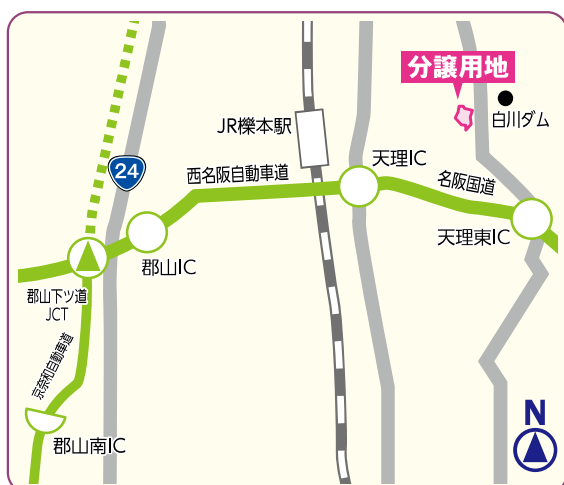 分譲用地
白川ダム
JR櫟本駅
天理IC
24
西名阪自動車道
名阪国道
天理東IC
郡山IC
郡山下ツ道
JCT
京奈和自動車道
郡山南IC
N